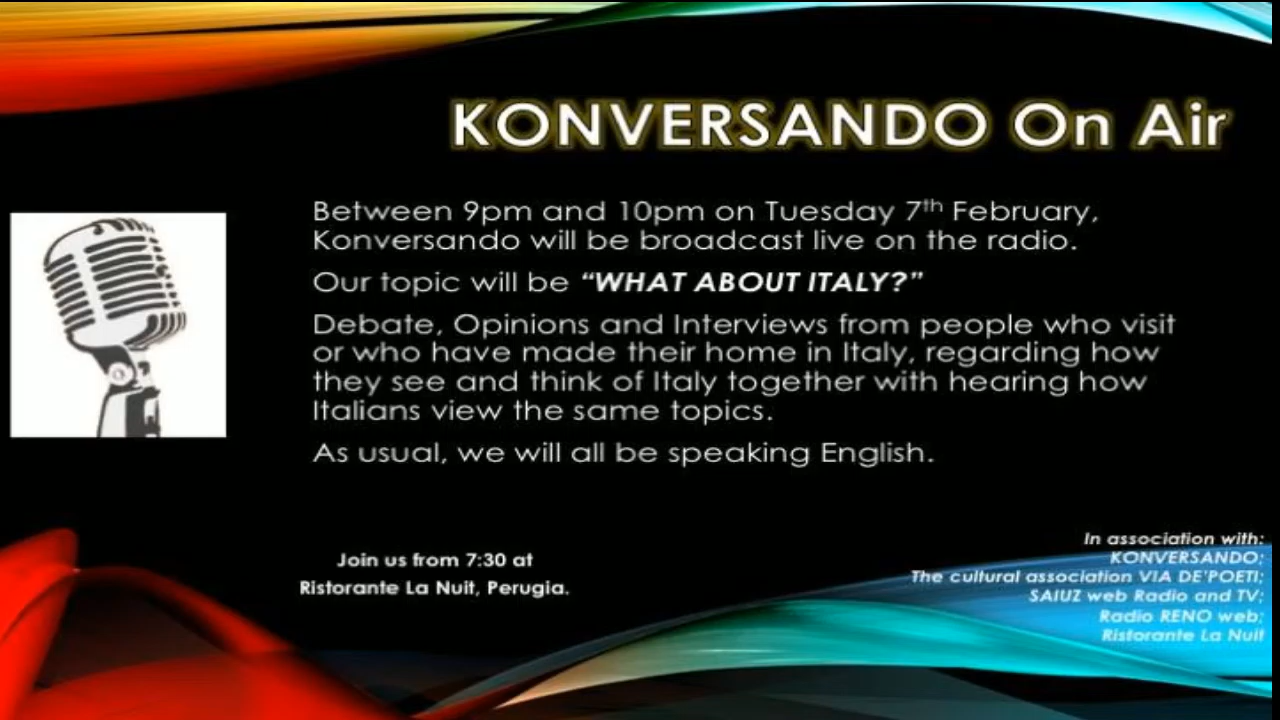 KONVERSANDO On Air
Between 9pm and 10pm on Tuesday 7th February,
Konversando will be broadcast live on the radio.
Our topic will be “WHAT ABOUT ITALY?”
Debate, Opinions and Interviews from people who visit
or who have made their home in Italy, regarding how
they see and think of Italy together with hearing how
Italians view the same topics.
As usual, we will all be speaking English.
Join us from 7:30 at
Ristorante La Nuit, Perugia.
In association with:
KONVERSANDO;
The cultural association VIA DE'POETI;
SAIUZ web Radio and TV;
Radio RENO web;
Ristorante La Nuit